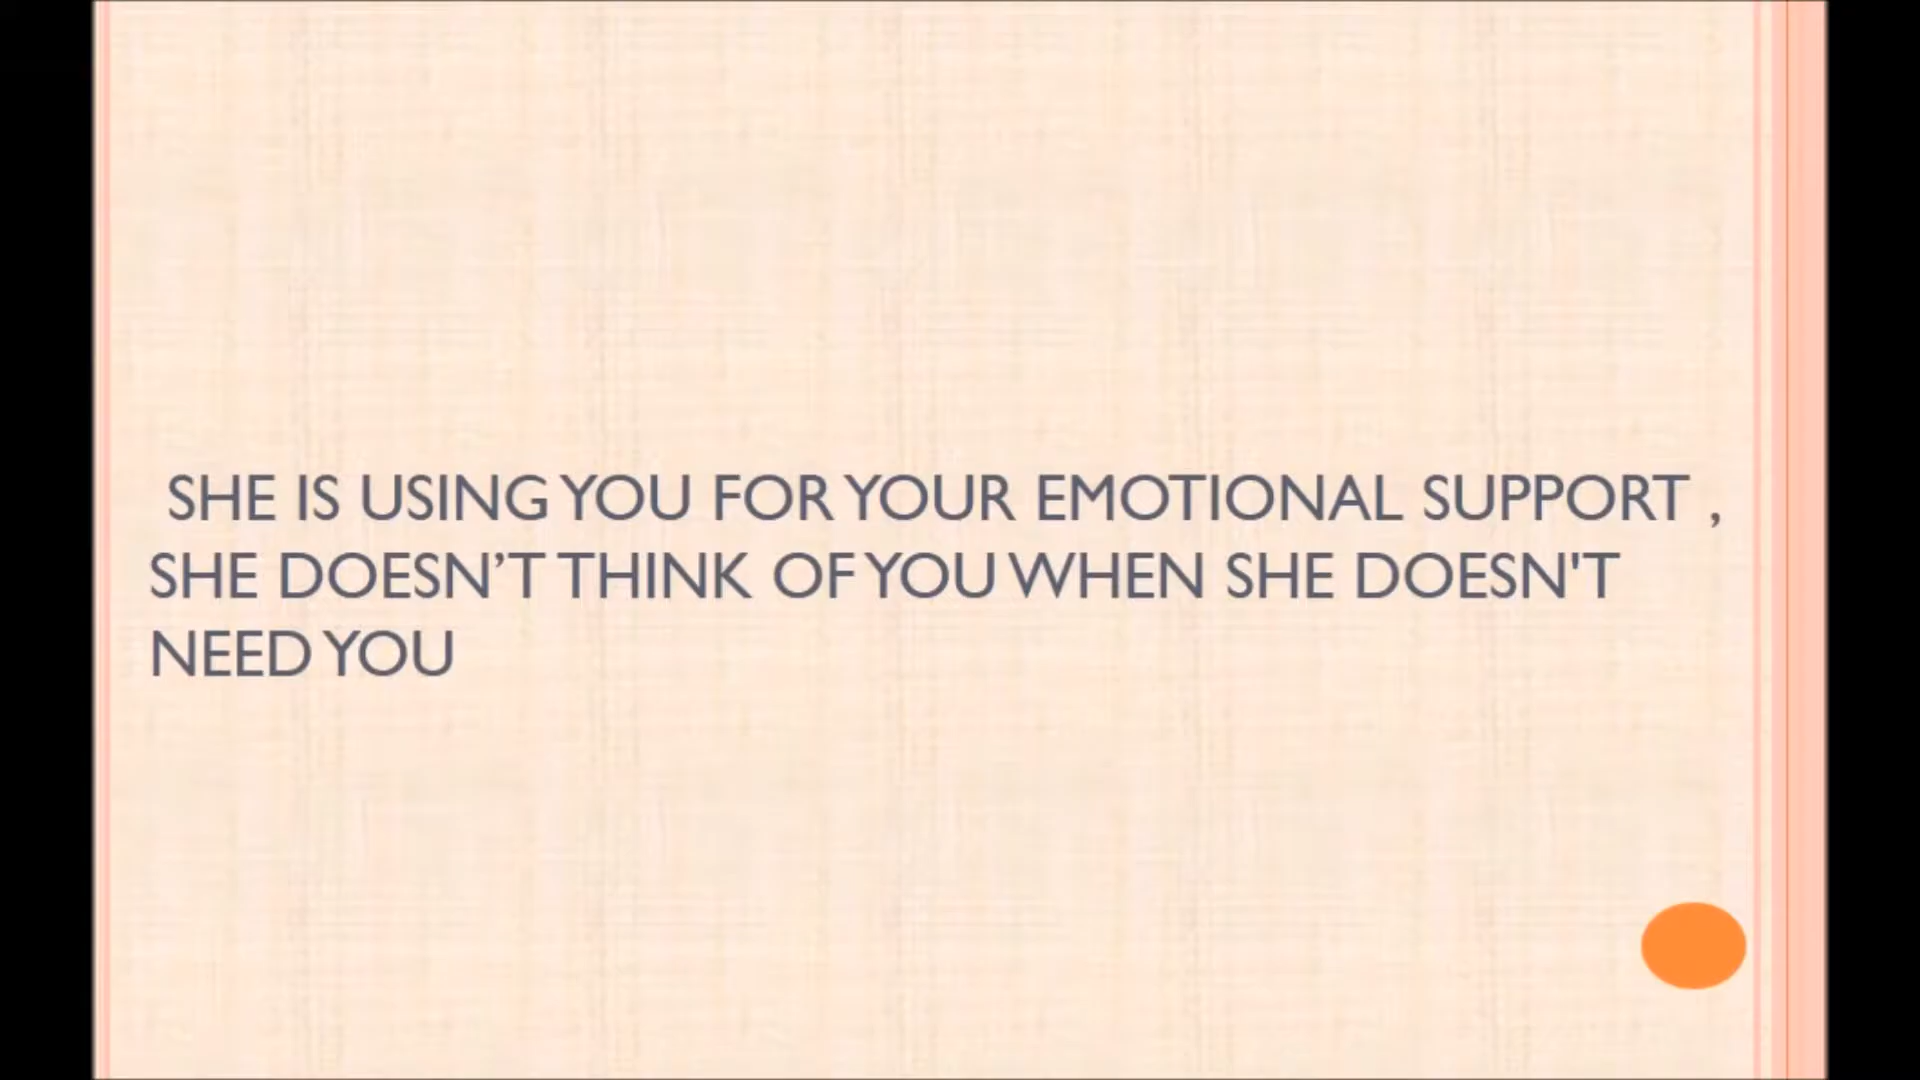 SHE IS USING YOU FOR YOUR EMOTIONAL SUPPORT ,
SHE DOESN’T THINK OF YOU WHEN SHE DOESN'T
NEED YOU